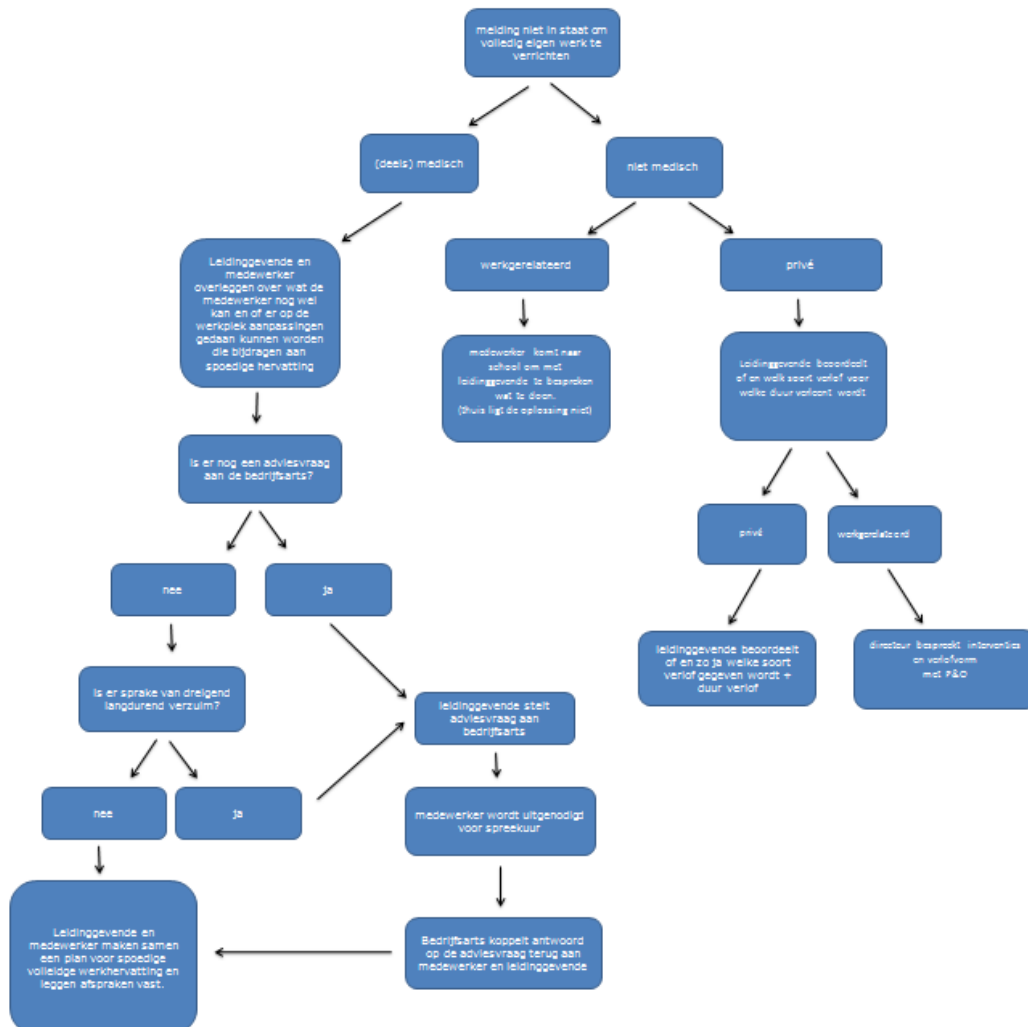 melding niet in staat om
volledig eigen werk te
verrichten
(deels) medisch
niet medisch
Leidinggevende en
medewerker
overleggen over wat de
medewerker nog wel
kan en of er op de
werkplek aanpassingen
gedaan kunnen worden
die bijdragen aan
spoedige hervatting
werkgerelateerd
privé
medewerker komt naar
school om met
leidinggevende te bespreken
wat te doen.
(thuis ligt de oplossing niet)
Leidinggevende beoordeelt
of en welk soort verlof voor
welke duur verleent wordt
Is er nog een adviesvraag
aan de bedrijfsarts?
privé
werkgerelateerd
nee
ja
leidinggevende beoordeelt
of en zo ja welke soort
verlof gegeven wordt +
duur verlof
directeur bespreekt interventies
en verlofvorm
met P&O
Is er sprake van dreigend
langdurend verzuim?
leidinggevende stelt
adviesvraag aan
bedrijfsarts
nee
ja
medewerker wordt uitgenodigd
voor spreekuur
Leidinggevende en
medewerker maken samen
een plan voor spoedige
volleidge werkhervatting en
leggen afspraken vast.
Bedrijfsarts koppelt antwoord
op de adviesvraag terug aan
medewerker en leidinggevende